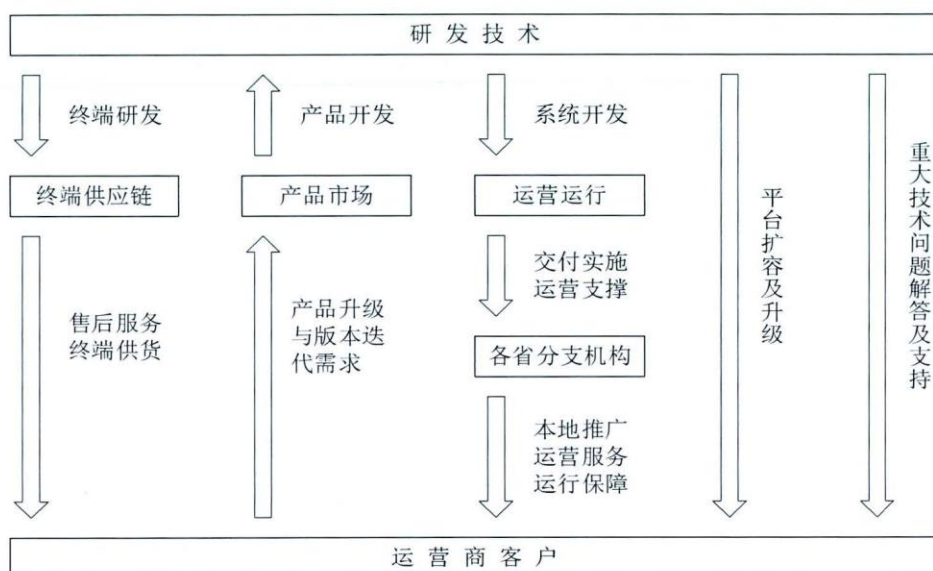 研发技术
终端研发
产品开发
系统开发
终端供应链
产品市场
运营运行
平台扩容及升级
重大技术问题解答及支持
交付实施
运营支撑
售后服务
终端供货
产品升级
与版本迭
代需求
各省分支机构
本地推广
运营服务
运行保障
运营商客户